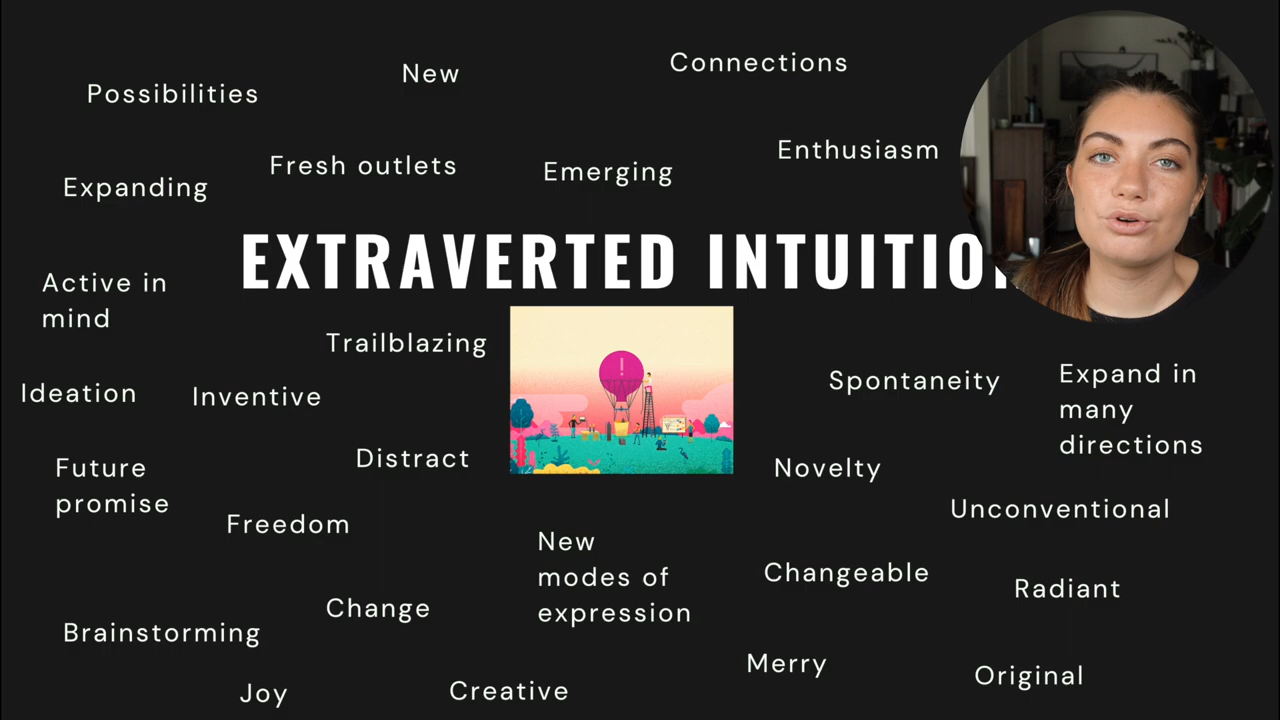 New
Connections
Possibilities
Fresh outlets
Emerging
Enthusiasm
Expanding
EXTRAVERTED INTUITION
Active in
mind
Trailblazing
!
Ideation
Inventive
Spontaneity
Expand in
many
directions
Future
promise
Distract
Novelty
Freedom
Unconventional
New
modes of
expression
Changeable
Radiant
Brainstorming
Change
Merry
Original
Joy
Creative